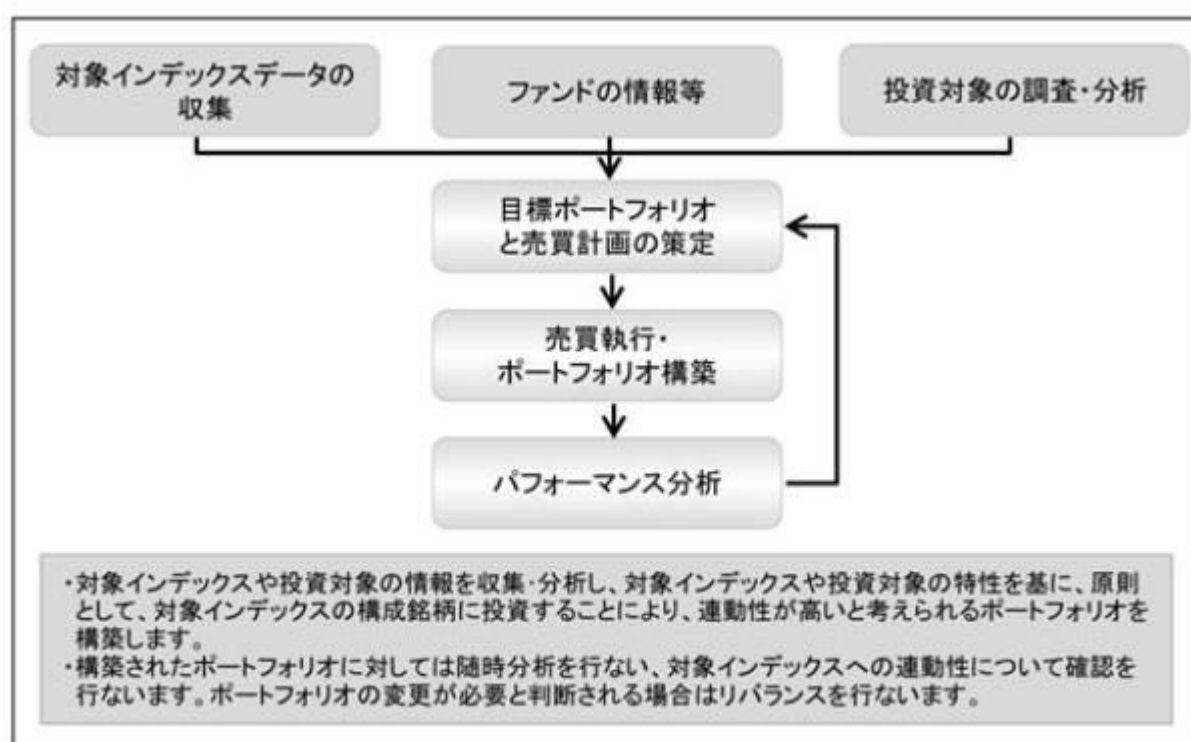 対象インデックスデータの
収集
ファンドの情報等
投資対象の調査・分析
目標ポートフォリオ
と売買計画の策定
売買執行・
ポートフォリオ構築
パフォーマンス分析
・対象インデックスや投資対象の情報を収集・分析し、対象インデックスや投資対象の特性を基に、原則
として、対象インデックスの構成銘柄に投資することにより、連動性が高いと考えられるポートフォリオを
構築します。
・構築されたポートフォリオに対しては随時分析を行ない、対象インデックスへの連動性について確認を
行ないます。ポートフォリオの変更が必要と判断される場合はリバランスを行ないます。